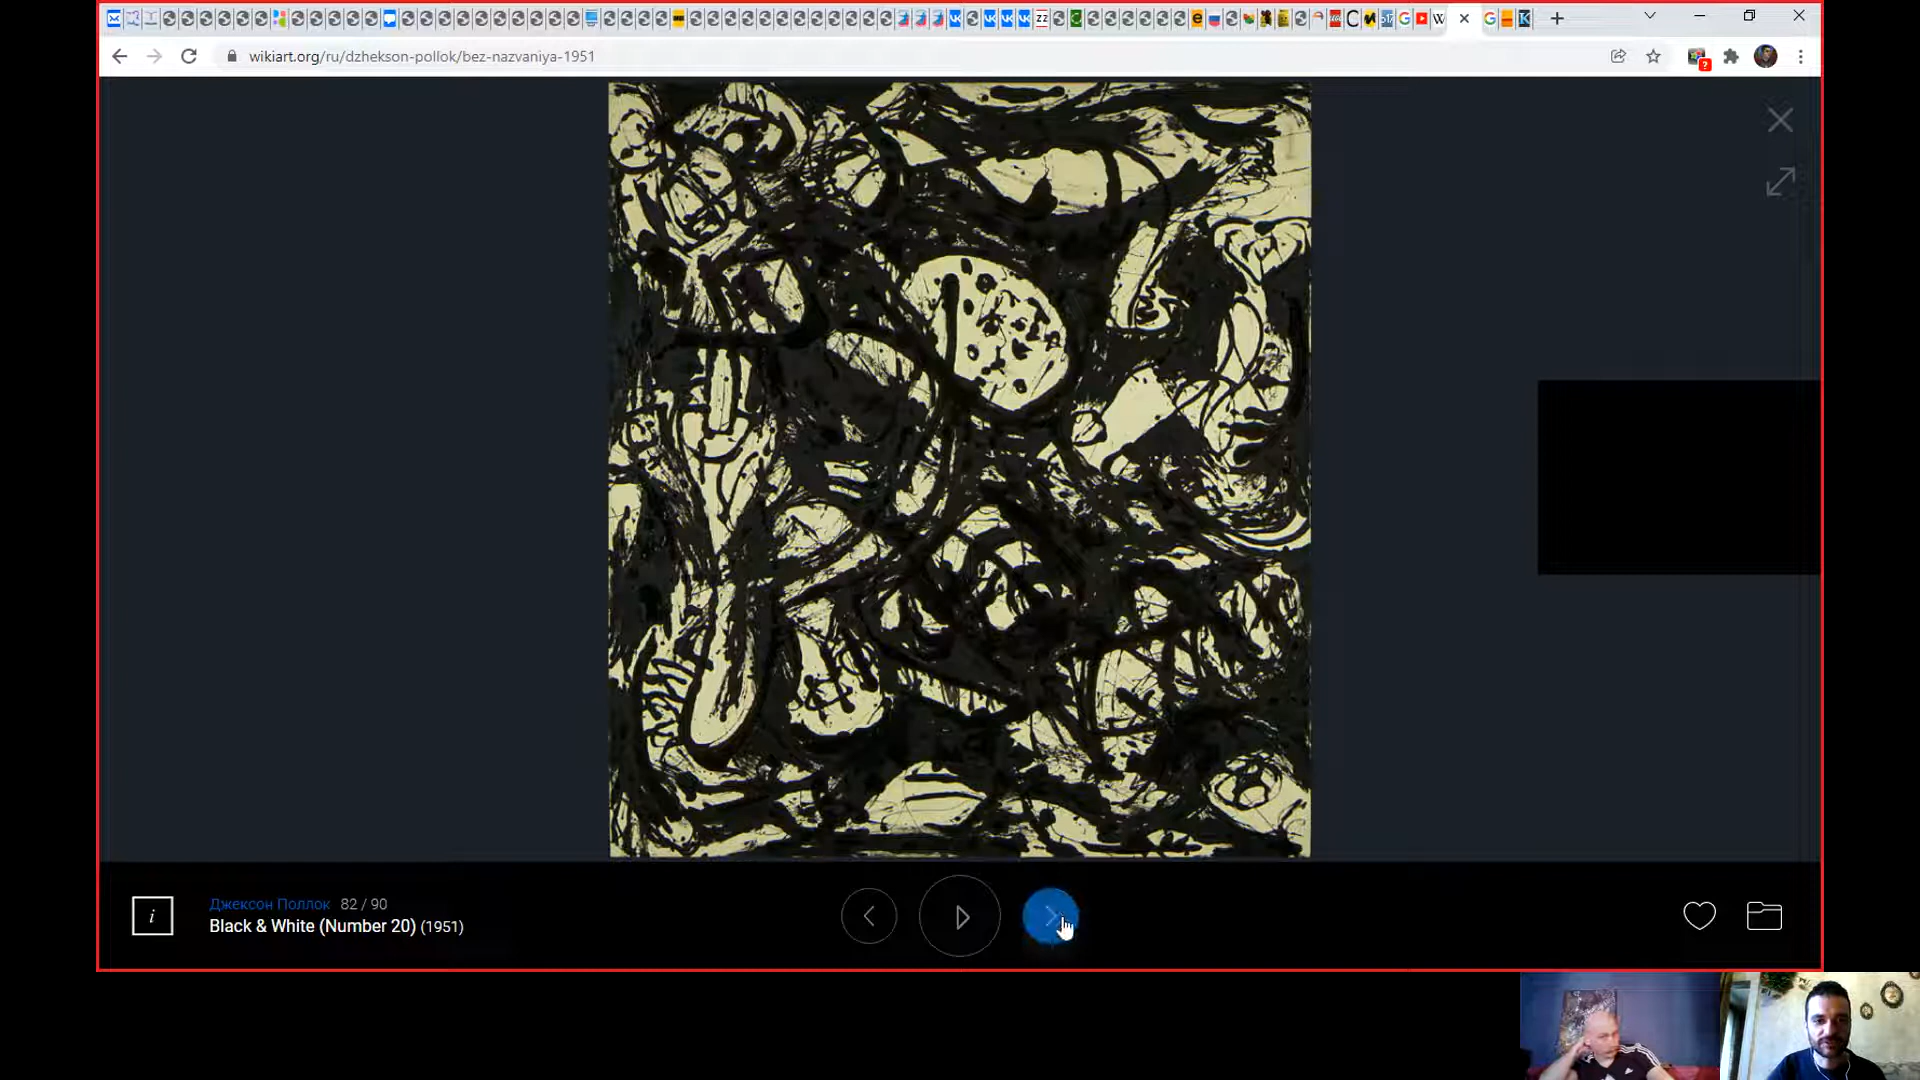 wikiart.org/ru/dzhekson-pollok/bez-nazvaniya-1951
Джексон Поллок 82 / 90
Black & White (Number 20) (1951)